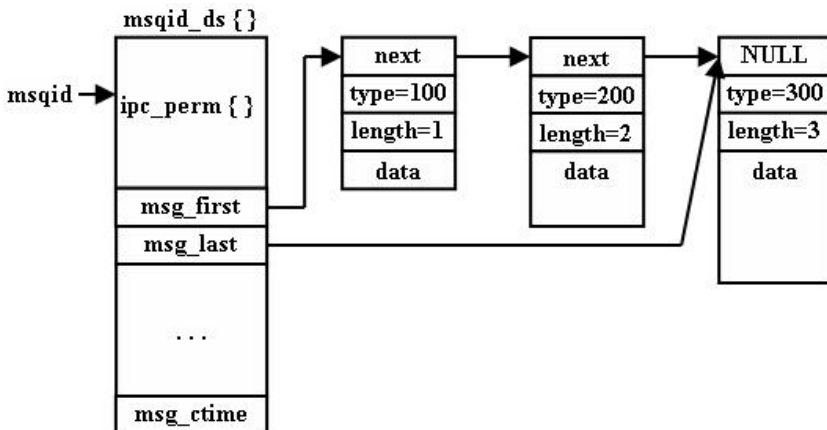 msqid_ds { }
msqid
ipc_perm { }
msg_first
msg_last
. . .
msg_ctime
next
type=100
length=1
data
next
type=200
length=2
data
NULL
type=300
length=3
data